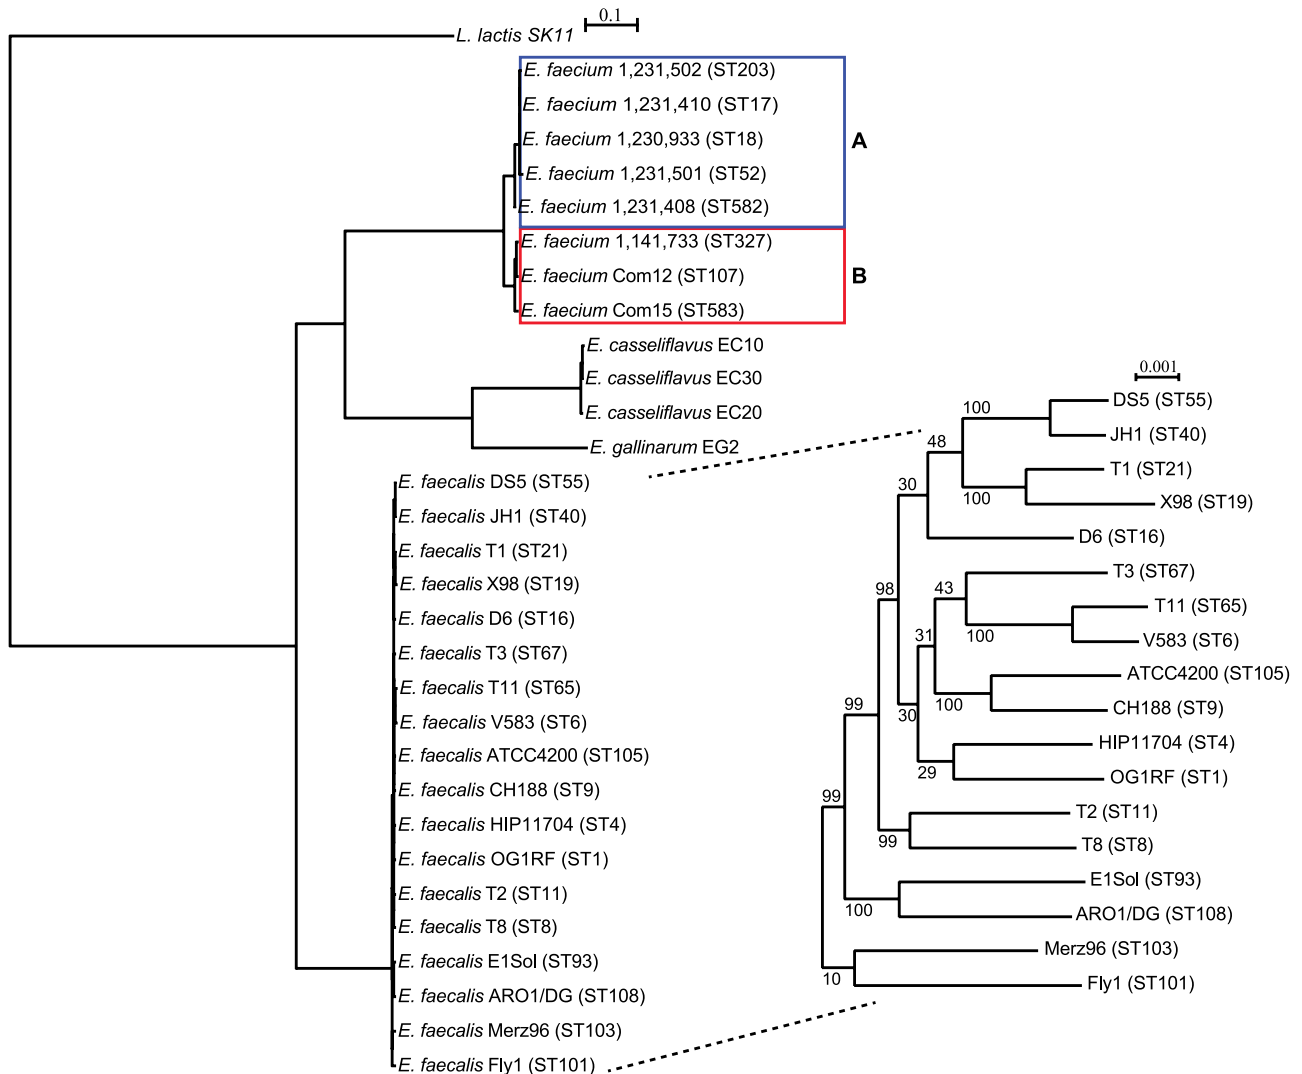 0.1
L. lactis SK11
E. faecium 1,231,502 (ST203)
E. faecium 1,231,410 (ST17)
E. faecium 1,230,933 (ST18)
A
E. faecium 1,231,501 (ST52)
E. faecium 1,231,408 (ST582)
E. faecium 1,141,733 (ST327)
E. faecium Com12 (ST107)
B
E. faecium Com15 (ST583)
E. casseliflavus EC10
E. casseliflavus EC30
E. casseliflavus EC20
E. gallinarum EG2
E. faecalis DS5 (ST55)
E. faecalis JH1 (ST40)
E. faecalis T1 (ST21)
E. faecalis X98 (ST19)
E. faecalis D6 (ST16)
E. faecalis T3 (ST67)
E. faecalis T11 (ST65)
E. faecalis V583 (ST6)
E. faecalis ATCC4200 (ST105)
E. faecalis CH188 (ST9)
E. faecalis HIP11704 (ST4)
E. faecalis OG1RF (ST1)
E. faecalis T2 (ST11)
E. faecalis T8 (ST8)
E. faecalis E1Sol (ST93)
E. faecalis ARO1/DG (ST108)
E. faecalis Merz96 (ST103)
E. faecalis Fly1 (ST101)
0.001
DS5 (ST55)
100
JH1 (ST40)
48
T1 (ST21)
30
100
X98 (ST19)
D6 (ST16)
T3 (ST67)
98
43
T11 (ST65)
31
100
V583 (ST6)
ATCC4200 (ST105)
99
30
100
CH188 (ST9)
HIP11704 (ST4)
29
OG1RF (ST1)
99
T2 (ST11)
99
T8 (ST8)
E1Sol (ST93)
100
ARO1/DG (ST108)
Merz96 (ST103)
10
Fly1 (ST101)